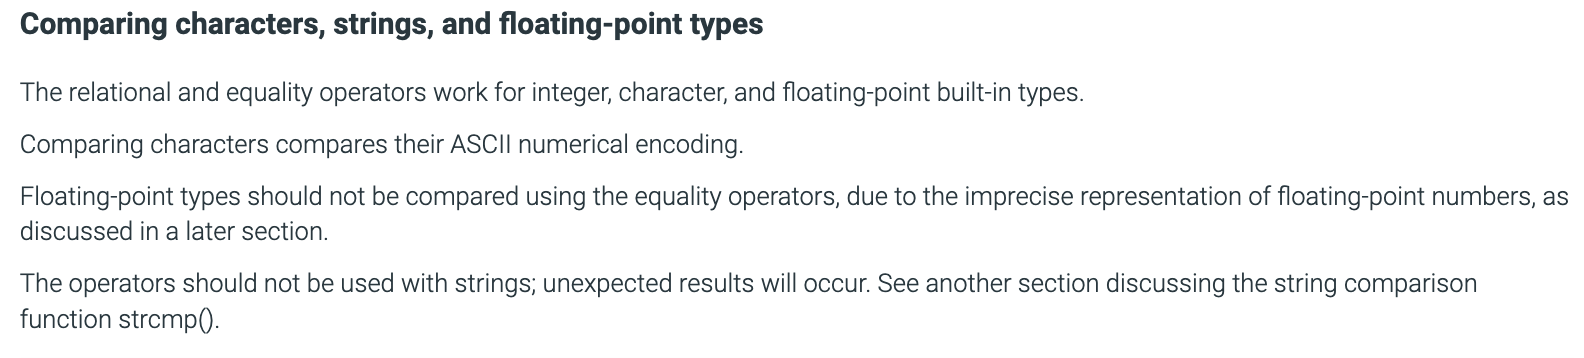 Comparing characters, strings, and floating-point types
The relational and equality operators work for integer, character, and floating-point built-in types.
Comparing characters compares their ASCII numerical encoding.
Floating-point types should not be compared using the equality operators, due to the imprecise representation of floating-point numbers, as
discussed in a later section.
The operators should not be used with strings; unexpected results will occur. See another section discussing the string comparison
function strcmp().